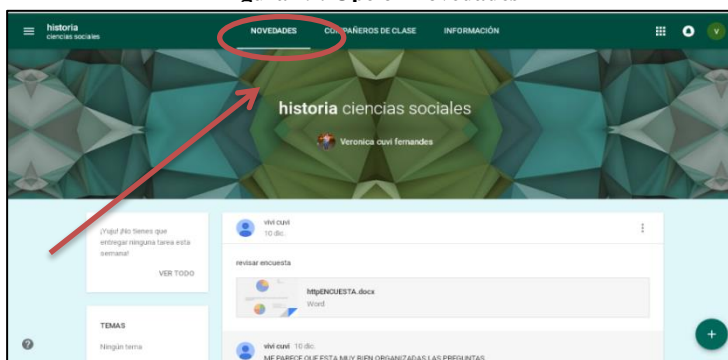 historia
ciencias sociales
NOVEDADES
COMPAÑEROS DE CLASE
INFORMACIÓN
V
historia ciencias sociales
Veronica cuvi fernandes
¡Yuju! ¡No tienes que
entregar ninguna tarea esta
semana!
VER TODO
TEMAS
Ningún tema
vivi cuvi
10 dic.
revisar encuesta
httpENCUESTA.docx
Word
vivi cuvi 10 dic.
ME PARECE QUE ESTA MUY BIEN ORGANIZADAS LAS PREGUNTAS
+
?